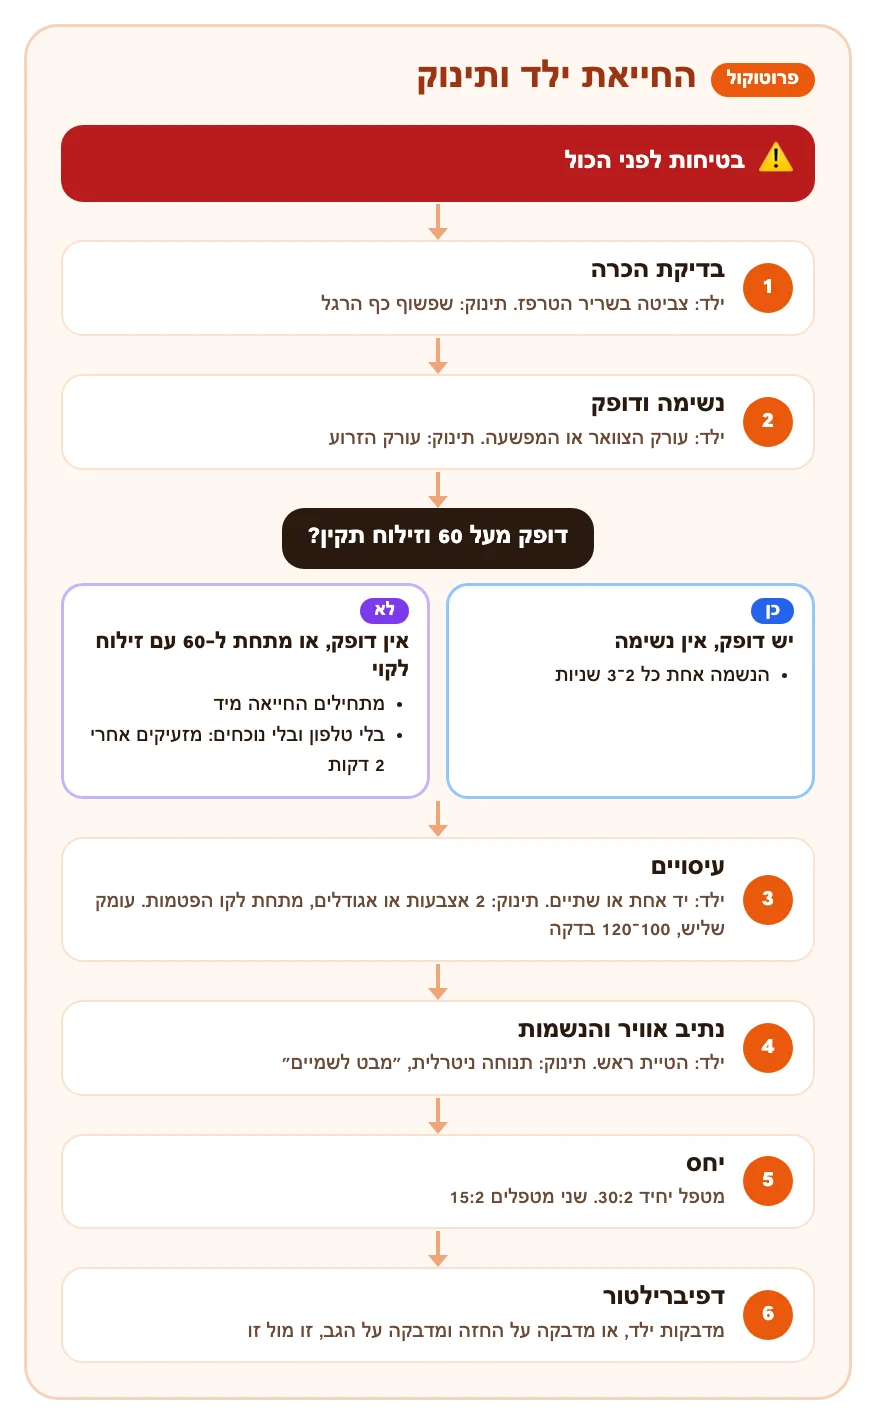 פרוטוקול
החייאת ילד ותינוק
⚠️ בטיחות לפני הכול
1
בדיקת הכרה
ילד: צביטה בשריר הטרפז. תינוק: שפשוף כף הרגל
2
נשימה ודופק
ילד: עורק הצוואר או המפשעה. תינוק: עורק הזרוע
דופק מעל 60 וזילוח תקין?
כן
יש דופק, אין נשימה
• הנשמה אחת כל 2־3 שניות
לא
אין דופק, או מתחת ל-60 עם זילוח
לקוי
• מתחילים החייאה מיד
• בלי טלפון ובלי נוכחים: מזעיקים אחרי
2 דקות
3
עיסויים
ילד: יד אחת או שתיים. תינוק: 2 אצבעות או אגודלים, מתחת לקו הפטמות. עומק
שליש, 100־120 בדקה
4
נתיב אוויר והנשמות
ילד: הטיית ראש. תינוק: תנוחה ניטרלית, ״מבט לשמיים״
5
יחס
מטפל יחיד 30:2. שני מטפלים 15:2
6
דפיברילטור
מדבקות ילד, או מדבקה על החזה ומדבקה על הגב, זו מול זו